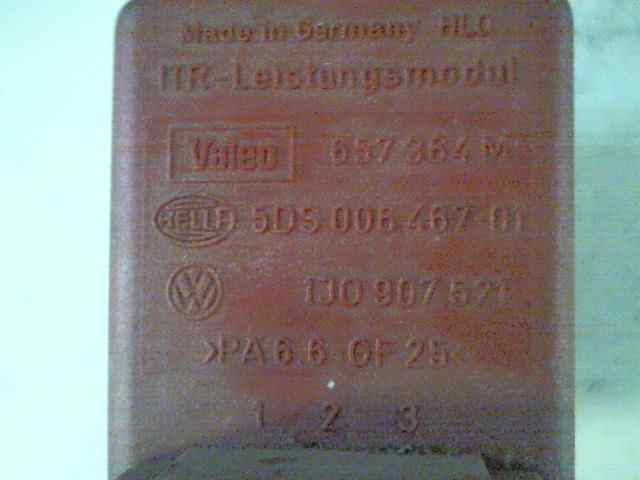 Made in Germany HLC
ITR-Leistungsmodul
Valeo 657 364 M
HELLA 5DS 006 467-01
VW 1J0 907 521
>PA 6.6 GF 25
1 2 3